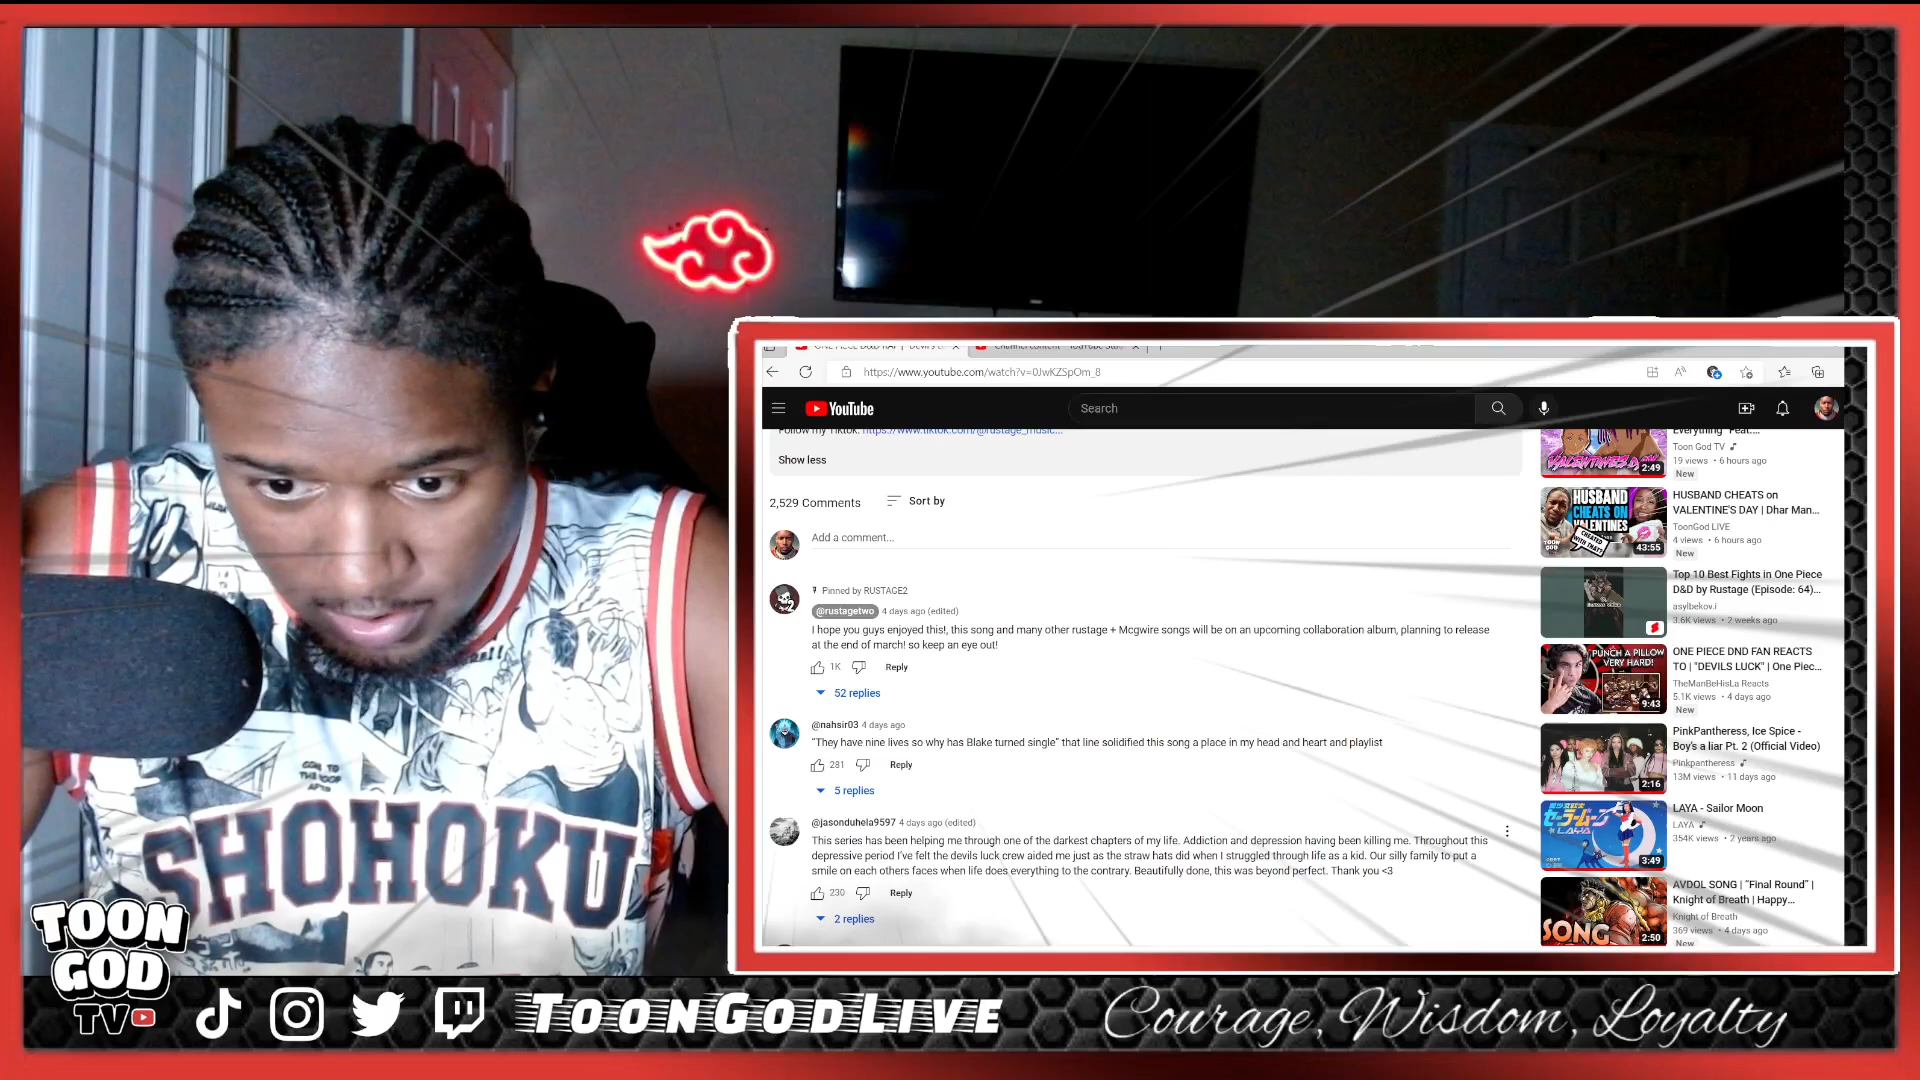 SHOHOKU
TOON
GOD
TV
TOONGODLIVE
Courage, Wisdom, Loyalty
https://www.youtube.com/watch?v=0JwKZSpOm_8
YouTube
Search
Follow my Tiktok: https://www.tiktok.com/@rustage_music...
Show less
2,529 Comments
Sort by
Add a comment...
Pinned by RUSTAGE2
@rustagetwo 4 days ago (edited)
I hope you guys enjoyed this!, this song and many other rustage + Mcgwire songs will be on an upcoming collaboration album, planning to release
at the end of march! so keep an eye out!
1K
Reply
52 replies
@nahsir03 4 days ago
"They have nine lives so why has Blake turned single" that line solidified this song a place in my head and heart and playlist
281
Reply
5 replies
@jasonduhela9597 4 days ago (edited)
This series has been helping me through one of the darkest chapters of my life. Addiction and depression having been killing me. Throughout this
depressive period I've felt the devils luck crew aided me just as the straw hats did when I struggled through life as a kid. Our silly family to put a
smile on each others faces when life does everything to the contrary. Beautifully done, this was beyond perfect. Thank you <3
230
Reply
2 replies
VALENTINES DAY
2:49
Everything" Feat....
Toon God TV
19 views • 6 hours ago
New
HUSBAND
CHEATS ON
VALENTINES
43:55
HUSBAND CHEATS on
VALENTINE'S DAY | Dhar Man...
ToonGod LIVE
4 views • 6 hours ago
New
Top 10 Best Fights in One Piece
D&D by Rustage (Episode: 64)...
asylbekov.i
3.6K views • 2 weeks ago
PUNCH A PILLOW
VERY HARD!
9:43
ONE PIECE DND FAN REACTS
TO | "DEVILS LUCK" | One Piec...
TheManBeHisLa Reacts
5.1K views • 4 days ago
New
2:16
PinkPantheress, Ice Spice -
Boy's a liar Pt. 2 (Official Video)
Pinkpantheress
13M views • 11 days ago
LAYA
3:49
LAYA - Sailor Moon
LAYA
354K views • 2 years ago
SONG
2:50
AVDOL SONG | "Final Round" |
Knight of Breath | Happy...
Knight of Breath
369 views • 4 days ago
New